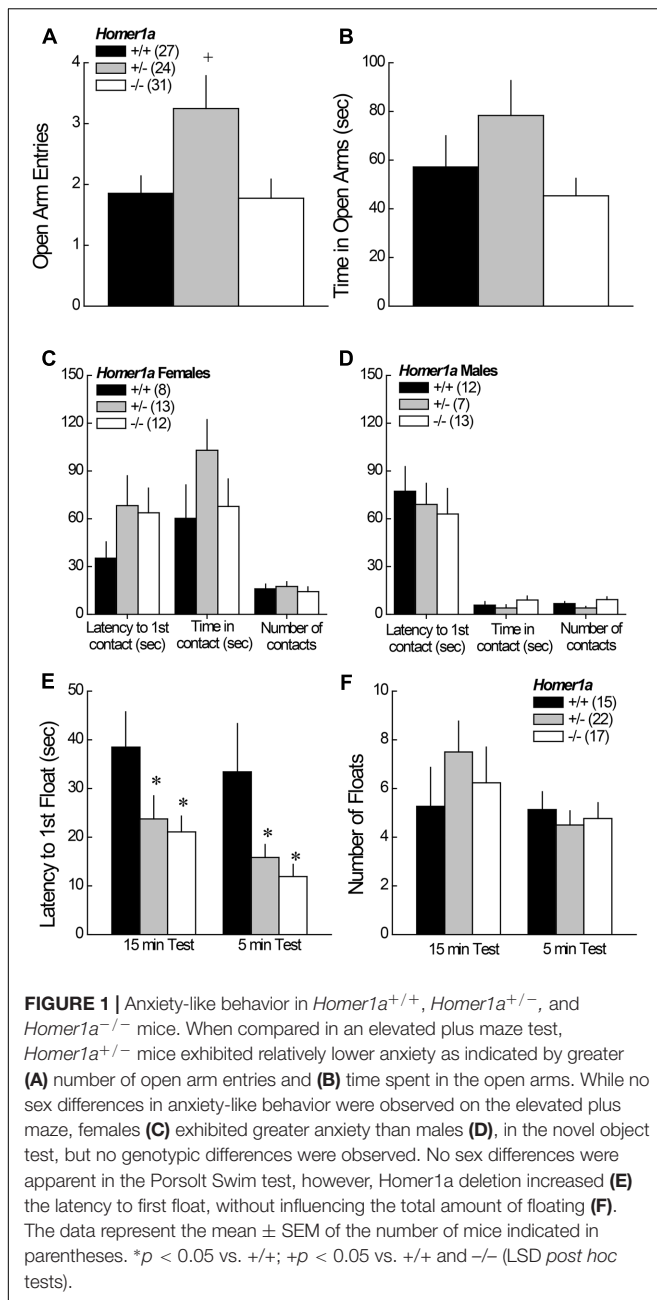 A
Homer1a
+/+ (27)
+/- (24)
-/- (31)
+
4
3
2
1
0
Open Arm Entries
B
100
80
60
40
20
0
Time in Open Arms (sec)
C
Homer1a Females
+/+ (8)
+/- (13)
-/- (12)
150
120
90
60
30
0
Latency to 1st contact (sec)
Time in contact (sec)
Number of contacts
D
Homer1a Males
+/+ (12)
+/- (7)
-/- (13)
150
120
90
60
30
0
Latency to 1st contact (sec)
Time in contact (sec)
Number of contacts
E
50
40
30
20
10
0
Latency to 1st Float (sec)
* *
* *
15 min Test
5 min Test
F
Homer1a
+/+ (15)
+/- (22)
-/- (17)
10
8
6
4
2
0
Number of Floats
15 min Test
5 min Test
FIGURE 1 | Anxiety-like behavior in Homer1a+/+, Homer1a+/−, and
Homer1a−/− mice. When compared in an elevated plus maze test,
Homer1a+/− mice exhibited relatively lower anxiety as indicated by greater
(A) number of open arm entries and (B) time spent in the open arms. While no
sex differences in anxiety-like behavior were observed on the elevated plus
maze, females (C) exhibited greater anxiety than males (D), in the novel object
test, but no genotypic differences were observed. No sex differences were
apparent in the Porsolt Swim test, however, Homer1a deletion increased (E)
the latency to first float, without influencing the total amount of floating (F).
The data represent the mean ± SEM of the number of mice indicated in
parentheses. *p < 0.05 vs. +/+; +p < 0.05 vs. +/+ and −/− (LSD post hoc
tests).